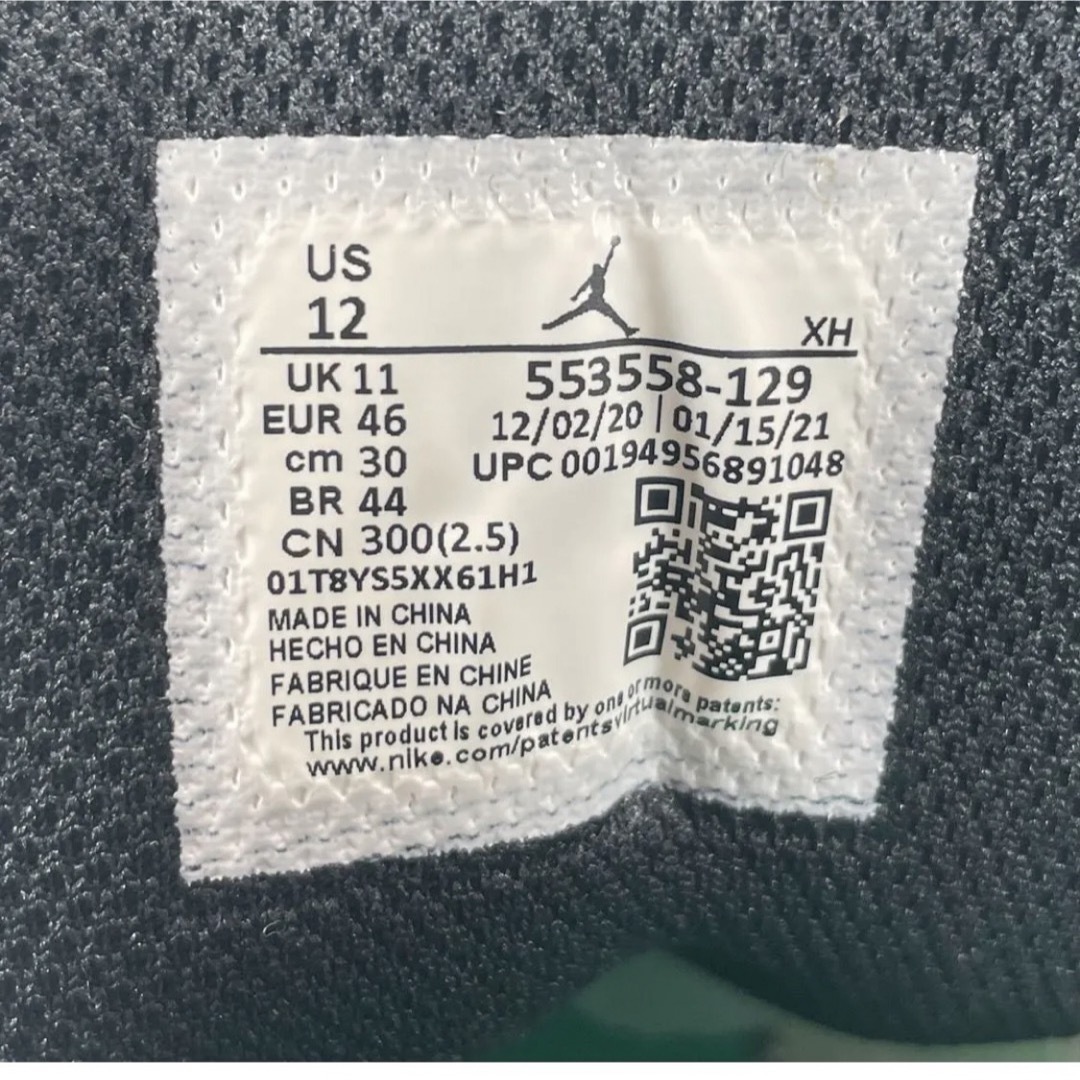 US
12
XH
UK 11
EUR 46
cm 30
BR 44
CN 300(2.5)
553558-129
12/02/20 | 01/15/21
UPC 00194956891048
01T8YS5XX61H1
MADE IN CHINA
HECHO EN CHINA
FABRIQUE EN CHINE
FABRICADO NA CHINA
This product is covered by one or more patents:
www.nike.com/patentsvirtualmarking